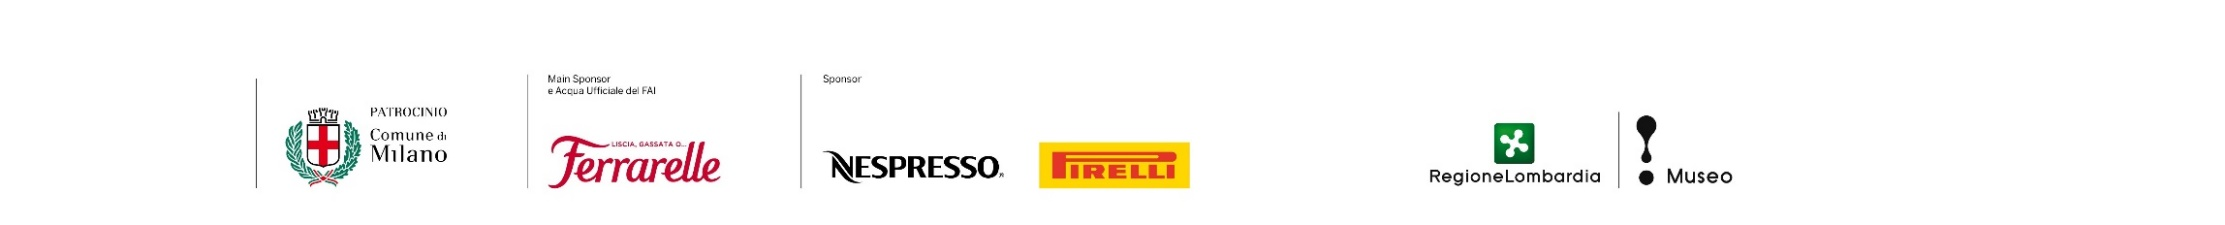 PATROCINIO
Comune di
Milano
Main Sponsor
e Acqua Ufficiale del FAI
LISCIA, GASSATA O...
Ferrarelle
Sponsor
NESPRESSO
PIRELLI
RegioneLombardia
Museo